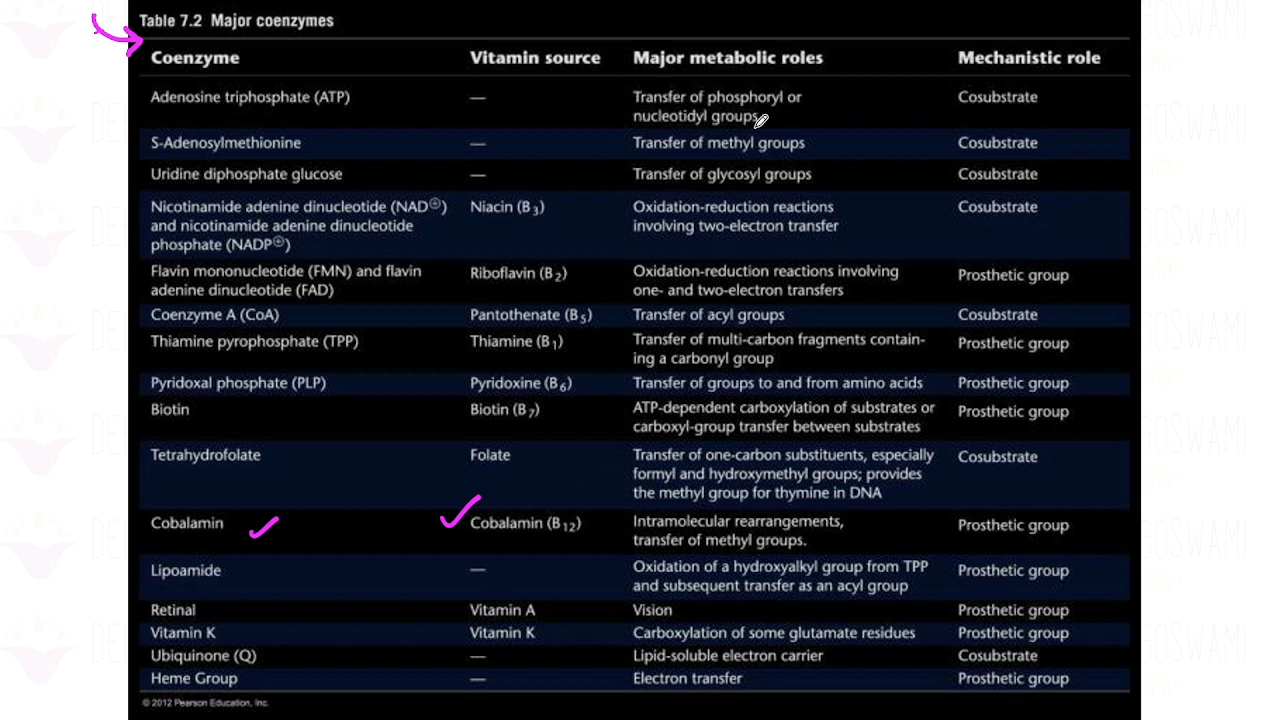 Table 7.2 Major coenzymes
Coenzyme Vitamin source Major metabolic roles Mechanistic role
Adenosine triphosphate (ATP) — Transfer of phosphoryl or Cosubstrate
nucleotidyl groups
S-Adenosylmethionine — Transfer of methyl groups Cosubstrate
Uridine diphosphate glucose — Transfer of glycosyl groups Cosubstrate
Nicotinamide adenine dinucleotide (NAD⊕) Niacin (B3) Oxidation-reduction reactions Cosubstrate
and nicotinamide adenine dinucleotide involving two-electron transfer
phosphate (NADP⊕)
Flavin mononucleotide (FMN) and flavin Riboflavin (B2) Oxidation-reduction reactions involving Prosthetic group
adenine dinucleotide (FAD) one- and two-electron transfers
Coenzyme A (CoA) Pantothenate (B5) Transfer of acyl groups Cosubstrate
Thiamine pyrophosphate (TPP) Thiamine (B1) Transfer of multi-carbon fragments contain- Prosthetic group
ing a carbonyl group
Pyridoxal phosphate (PLP) Pyridoxine (B6) Transfer of groups to and from amino acids Prosthetic group
Biotin Biotin (B7) ATP-dependent carboxylation of substrates or Prosthetic group
carboxyl-group transfer between substrates
Tetrahydrofolate Folate Transfer of one-carbon substituents, especially Cosubstrate
formyl and hydroxymethyl groups; provides
the methyl group for thymine in DNA
Cobalamin Cobalamin (B12) Intramolecular rearrangements, Prosthetic group
transfer of methyl groups.
Lipoamide — Oxidation of a hydroxyalkyl group from TPP Prosthetic group
and subsequent transfer as an acyl group
Retinal Vitamin A Vision Prosthetic group
Vitamin K Vitamin K Carboxylation of some glutamate residues Prosthetic group
Ubiquinone (Q) — Lipid-soluble electron carrier Cosubstrate
Heme Group — Electron transfer Prosthetic group
© 2012 Pearson Education, Inc.